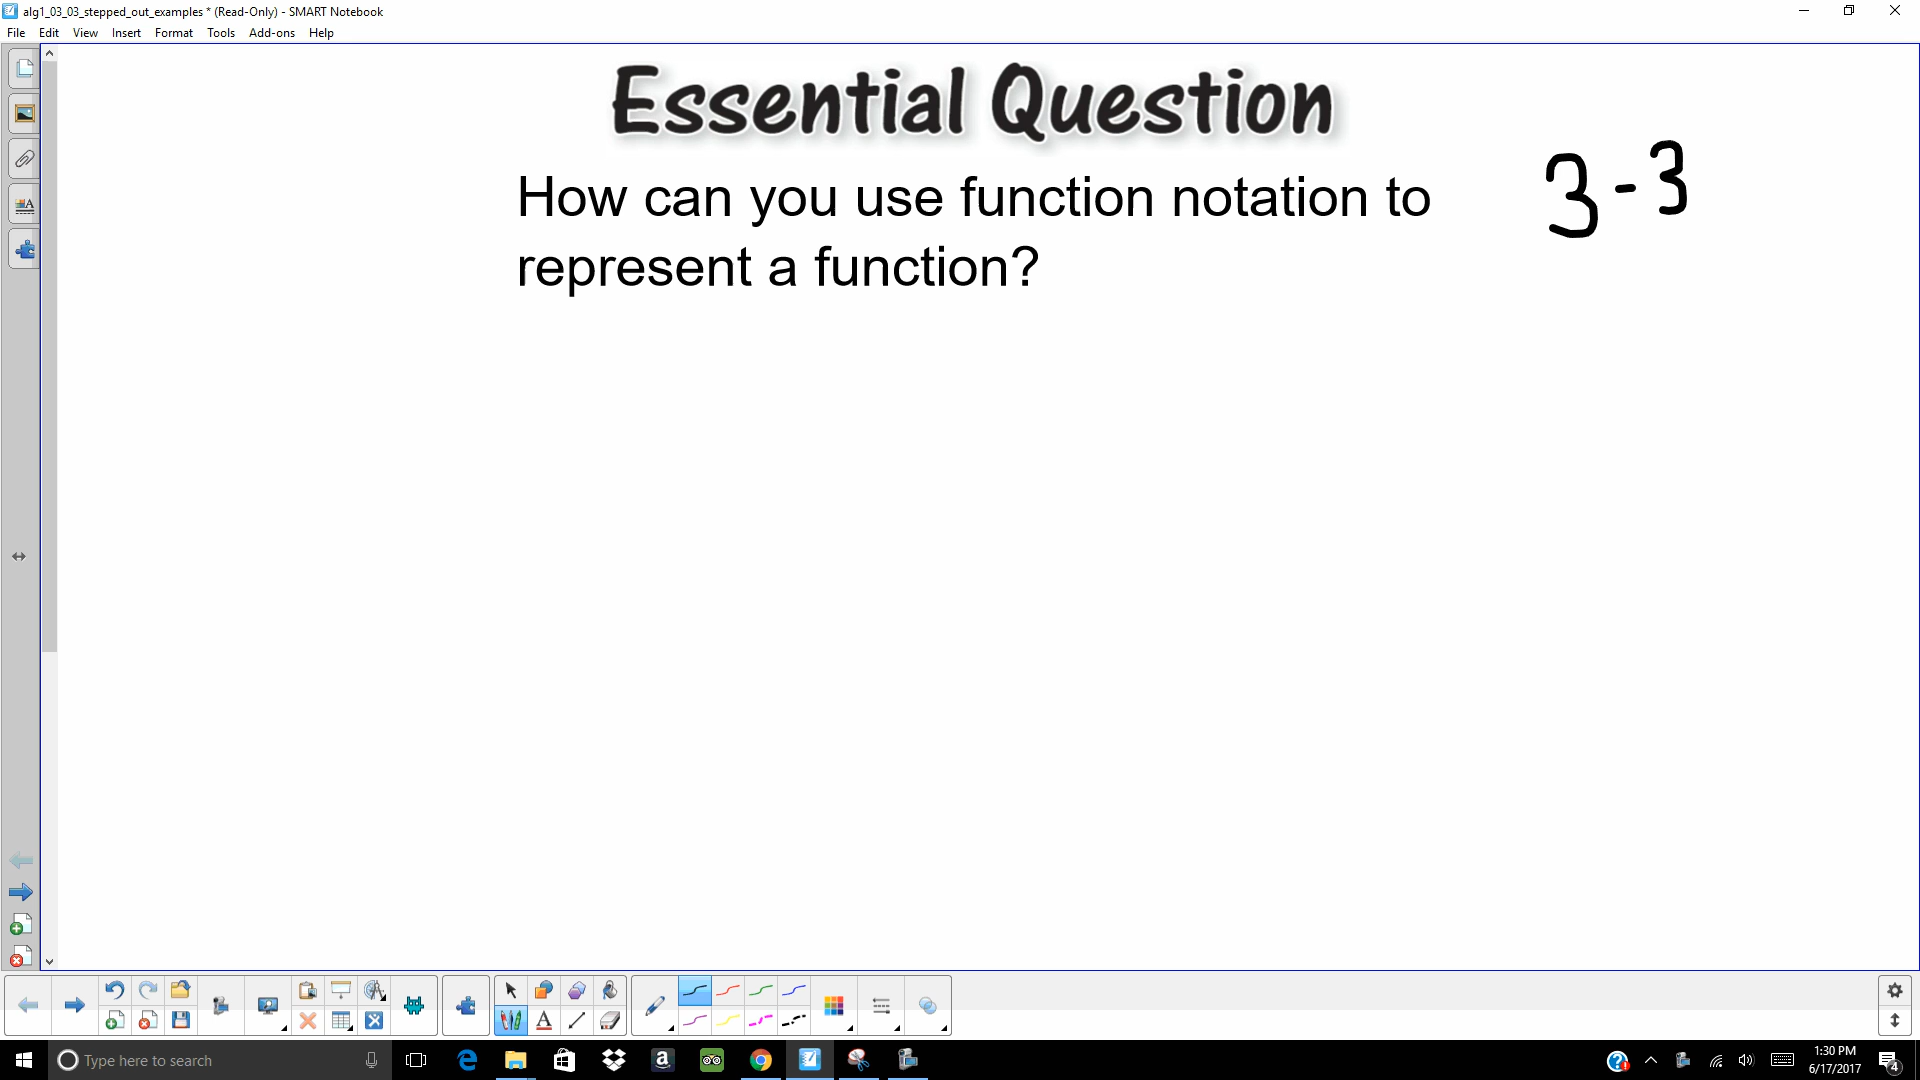 alg1_03_03_stepped_out_examples * (Read-Only) - SMART Notebook
File Edit View Insert Format Tools Add-ons Help
Essential Question
3-3
How can you use function notation to
represent a function?
Type here to search
1:30 PM
6/17/2017
4